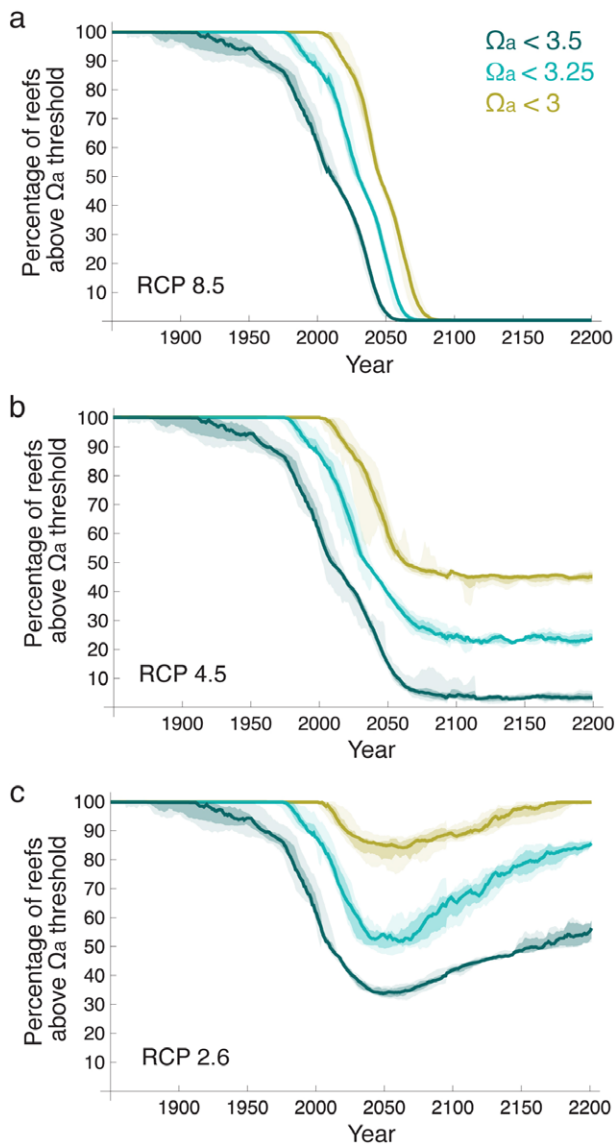 a
Ωa < 3.5
Ωa < 3.25
Ωa < 3
Percentage of reefs
above Ωa threshold
100
90
80
70
60
50
40
30
20
10
RCP 8.5
1900 1950 2000 2050 2100 2150 2200
Year
b
Percentage of reefs
above Ωa threshold
100
90
80
70
60
50
40
30
20
10
RCP 4.5
1900 1950 2000 2050 2100 2150 2200
Year
c
Percentage of reefs
above Ωa threshold
100
90
80
70
60
50
40
30
20
10
RCP 2.6
1900 1950 2000 2050 2100 2150 2200
Year